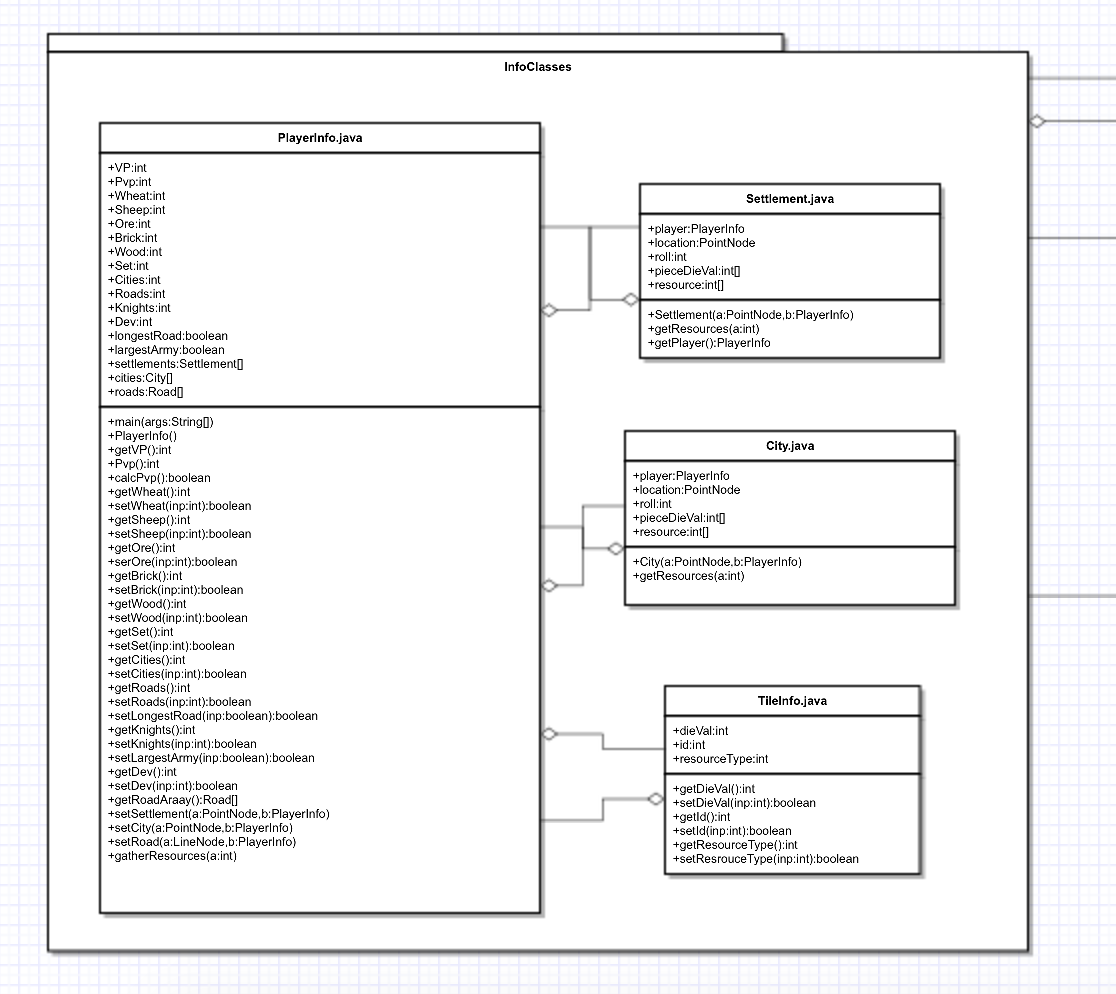 InfoClasses
PlayerInfo.java
+VP:int
+Pvp:int
+Wheat:int
+Sheep:int
+Ore:int
+Brick:int
+Wood:int
+Set:int
+Cities:int
+Roads:int
+Knights:int
+Dev:int
+longestRoad:boolean
+largestArmy:boolean
+settlements:Settlement[]
+cities:City[]
+roads:Road[]
+main(args:String[])
+PlayerInfo()
+getVP():int
+Pvp():int
+calcPvp():boolean
+getWheat():int
+setWheat(inp:int):boolean
+getSheep():int
+setSheep(inp:int):boolean
+getOre():int
+serOre(inp:int):boolean
+getBrick():int
+setBrick(inp:int):boolean
+getWood():int
+setWood(inp:int):boolean
+getSet():int
+setSet(inp:int):boolean
+getCities():int
+setCities(inp:int):boolean
+getRoads():int
+setRoads(inp:int):boolean
+setLongestRoad(inp:boolean):boolean
+getKnights():int
+setKnights(inp:int):boolean
+setLargestArmy(inp:boolean):boolean
+getDev():int
+setDev(inp:int):boolean
+getRoadAraay():Road[]
+setSettlement(a:PointNode,b:PlayerInfo)
+setCity(a:PointNode,b:PlayerInfo)
+setRoad(a:LineNode,b:PlayerInfo)
+gatherResources(a:int)
Settlement.java
+player:PlayerInfo
+location:PointNode
+roll:int
+pieceDieVal:int[]
+resource:int[]
+Settlement(a:PointNode,b:PlayerInfo)
+getResources(a:int)
+getPlayer():PlayerInfo
City.java
+player:PlayerInfo
+location:PointNode
+roll:int
+pieceDieVal:int[]
+resource:int[]
+City(a:PointNode,b:PlayerInfo)
+getResources(a:int)
TileInfo.java
+dieVal:int
+id:int
+resourceType:int
+getDieVal():int
+setDieVal(inp:int):boolean
+getId():int
+setId(inp:int):boolean
+getResourceType():int
+setResrouceType(inp:int):boolean